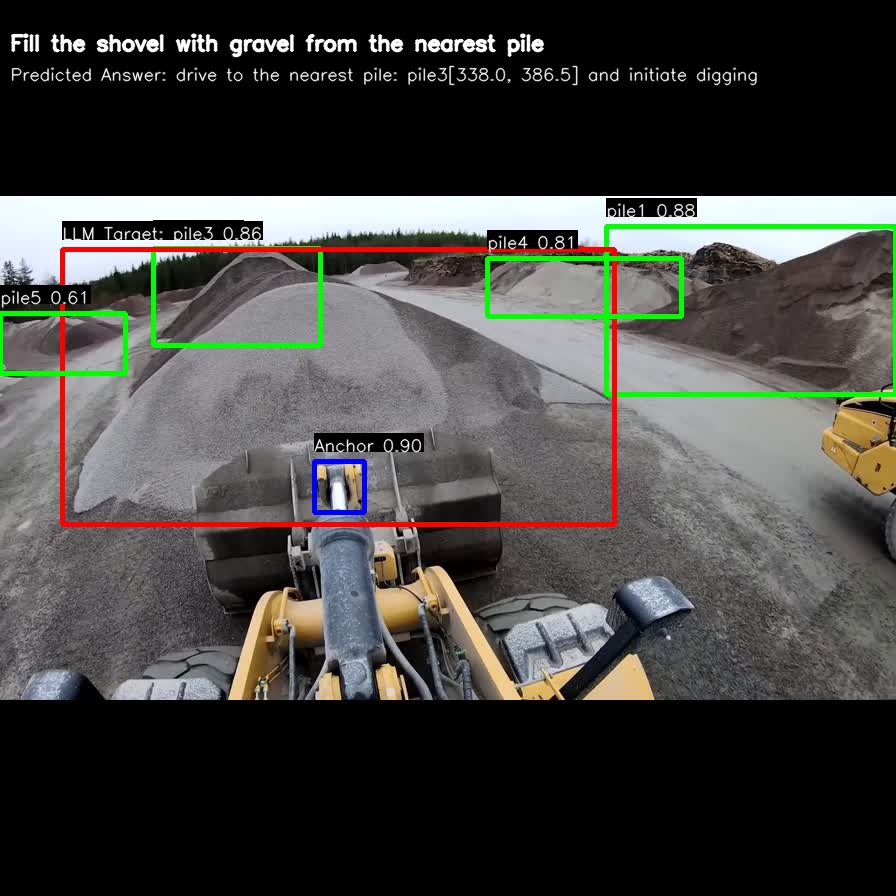 Fill the shovel with gravel from the nearest pile
Predicted Answer: drive to the nearest pile: pile3[338.0, 386.5] and initiate digging
pile1 0.88
LLM Target: pile3 0.86
pile4 0.81
pile5 0.61
Anchor 0.90